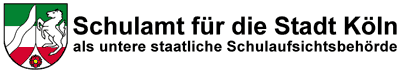 Schulamt für die Stadt Köln
als untere staatliche Schulaufsichtsbehörde